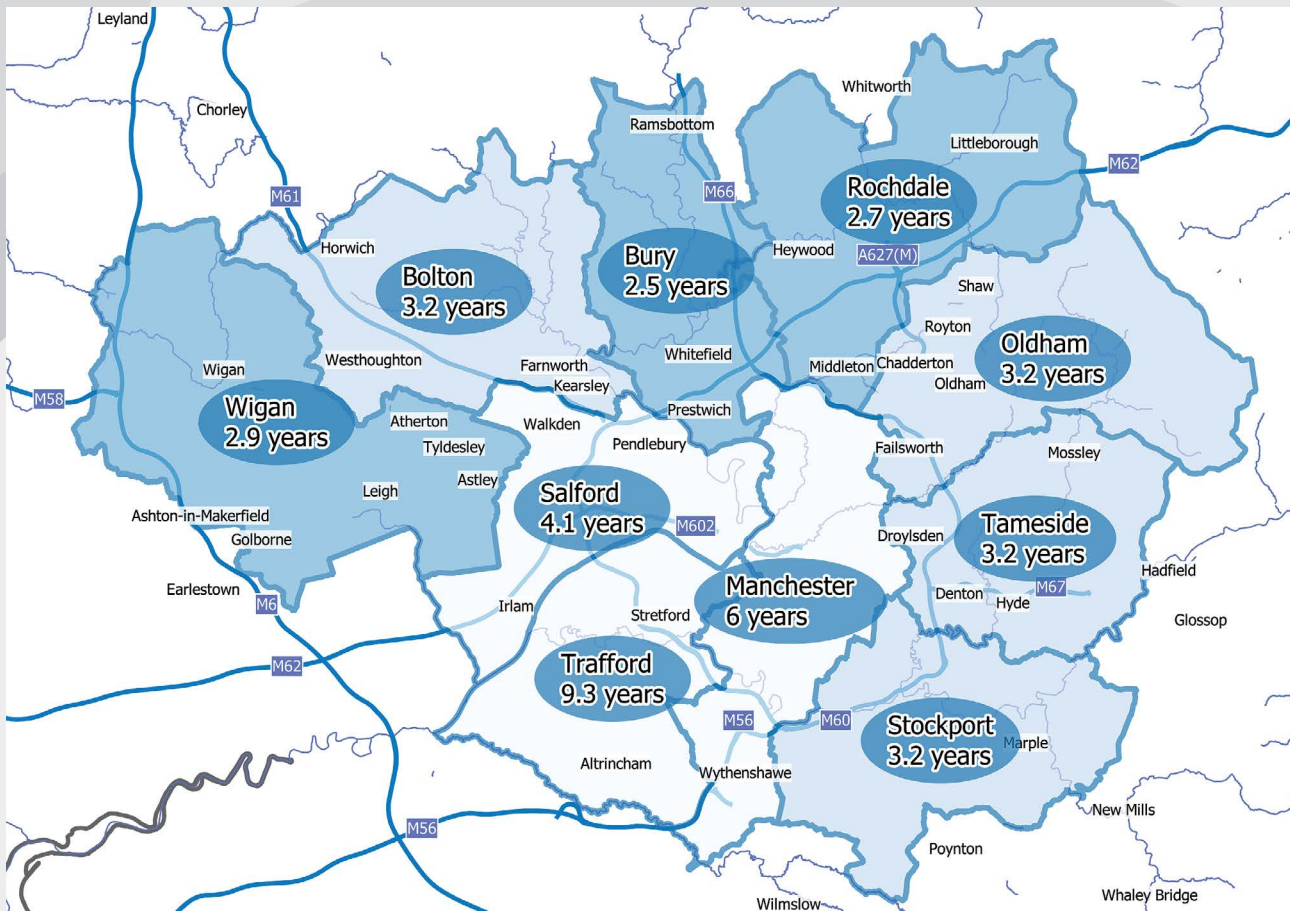 Leyland
Whitworth
Chorley
Ramsbottom
Littleborough
M62
M61
M66
Rochdale
2.7 years
Horwich
Heywood
A627(M)
Bury
2.5 years
Bolton
3.2 years
Shaw
Royton
Oldham
3.2 years
Westhoughton
Wigan
Farnworth
Kearsley
Whitefield
Middleton
Chadderton
Oldham
M58
Wigan
2.9 years
Atherton
Tyldesley
Astley
Leigh
Walkden
Prestwich
Pendlebury
Failsworth
Mossley
Salford
4.1 years
M602
Ashton-in-Makerfield
Golborne
Droylsden
Tameside
3.2 years
Hadfield
Earlestown
M6
Manchester
6 years
Denton
Hyde
M67
Irlam
Stretford
Glossop
M62
Trafford
9.3 years
M56
M60
Stockport
3.2 years
Marple
Altrincham
Wythenshawe
New Mills
M56
Poynton
Wilmslow
Whaley Bridge